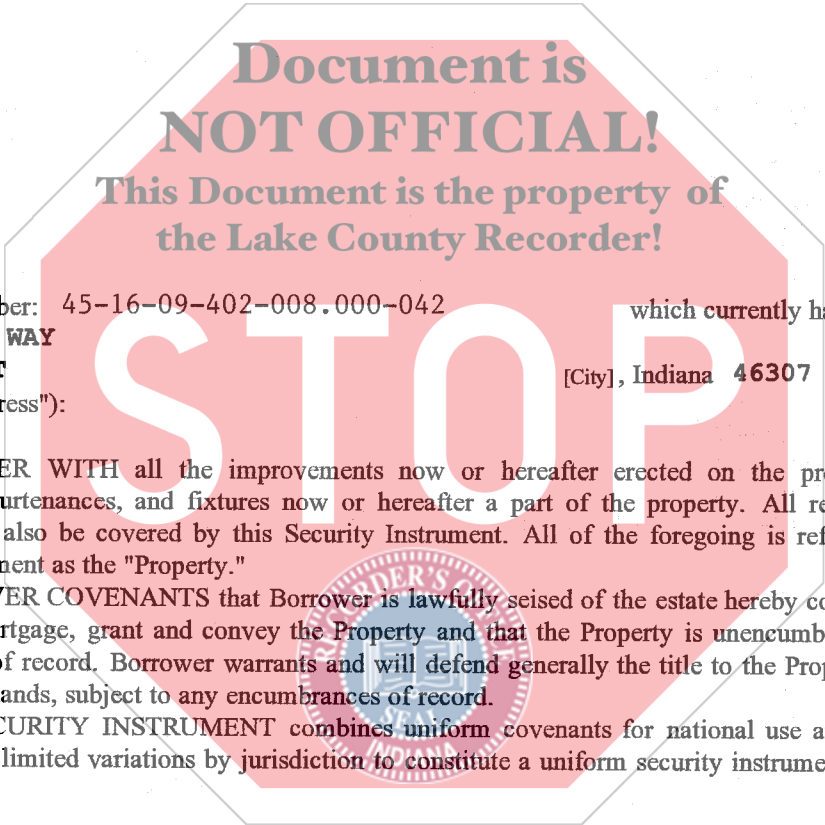 Document is
NOT OFFICIAL!
This Document is the property of
the Lake County Recorder!
ber: 45-16-09-402-008.000-042 which currently ha
WAY
T
[City], Indiana 46307
ress"):
STOP
ER WITH all the improvements now or hereafter erected on the pro
urtenances, and fixtures now or hereafter a part of the property. All re
also be covered by this Security Instrument. All of the foregoing is ref
ment as the "Property."
VER COVENANTS that Borrower is lawfully seised of the estate hereby co
rtgage, grant and convey the Property and that the Property is unencumb
of record. Borrower warrants and will defend generally the title to the Prop
ands, subject to any encumbrances of record.
CURITY INSTRUMENT combines uniform covenants for national use a
limited variations by jurisdiction to constitute a uniform security instrume
RECORDER'S OFFICE
SEAL
INDIANA